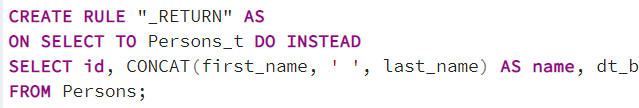 CREATE RULE "_RETURN" AS
ON SELECT TO Persons_t DO INSTEAD
SELECT id, CONCAT(first_name, ' ', last_name) AS name, dt_b
FROM Persons;